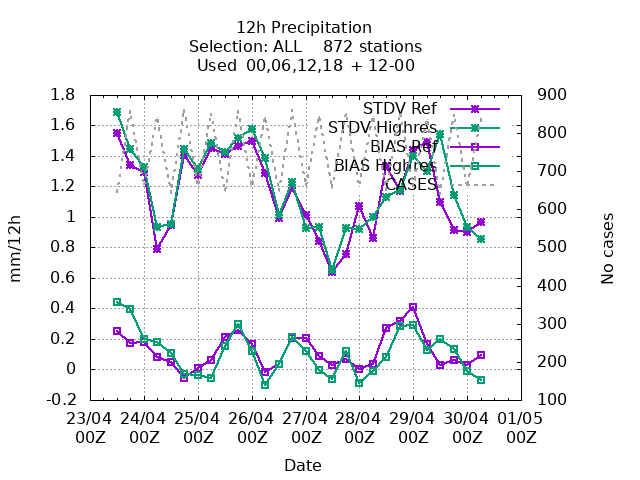 12h Precipitation
Selection: ALL 872 stations
Used 00,06,12,18 + 12-00
STDV Ref
STDV Highres
BIAS Ref
BIAS Highres
CASES
mm/12h
1.8
1.6
1.4
1.2
1
0.8
0.6
0.4
0.2
0
-0.2
No cases
900
800
700
600
500
400
300
200
100
23/04 24/04 25/04 26/04 27/04 28/04 29/04 30/04 01/05
00Z 00Z 00Z 00Z 00Z 00Z 00Z 00Z 00Z
Date